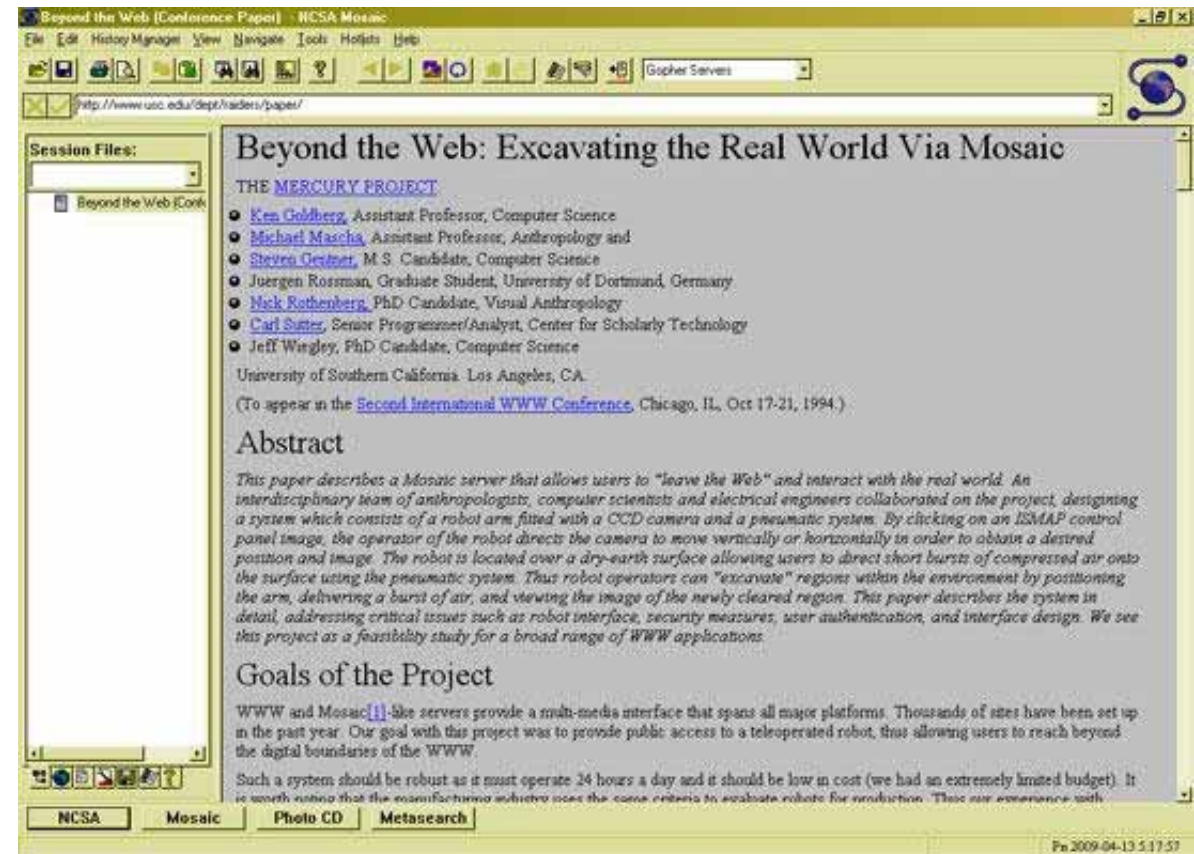 Beyond the Web (Conference Paper) - NCSA Mosaic
File Edit History Manager View Navigate Tools Hotlists Help
Gopher Servers
http://www.usc.edu/dept/raiders/paper/
Session Files:
Beyond the Web (Confe
Beyond the Web: Excavating the Real World Via Mosaic
THE MERCURY PROJECT
Ken Goldberg, Assistant Professor, Computer Science
Michael Mascha, Assistant Professor, Anthropology and
Steven Gentner, M.S. Candidate, Computer Science
Juergen Rossman, Graduate Student, University of Dortmund, Germany
Nick Rothenberg, PhD Candidate, Visual Anthropology
Carl Sutter, Senior Programmer/Analyst, Center for Scholarly Technology
Jeff Wiegley, PhD Candidate, Computer Science
University of Southern California. Los Angeles, CA.
(To appear in the Second International WWW Conference, Chicago, IL, Oct 17-21, 1994.)
Abstract
This paper describes a Mosaic server that allows users to "leave the Web" and interact with the real world. An
interdisciplinary team of anthropologists, computer scientists and electrical engineers collaborated on the project, designing
a system which consists of a robot arm fitted with a CCD camera and a pneumatic system. By clicking on an ISMAP control
panel image, the operator of the robot directs the camera to move vertically or horizontally in order to obtain a desired
position and image. The robot is located over a dry-earth surface allowing users to direct short bursts of compressed air onto
the surface using the pneumatic system. Thus robot operators can "excavate" regions within the environment by positioning
the arm, delivering a burst of air, and viewing the image of the newly cleared region. This paper describes the system in
detail, addressing critical issues such as robot interface, security measures, user authentication, and interface design. We see
this project as a feasibility study for a broad range of WWW applications.
Goals of the Project
WWW and Mosaic[1]-like servers provide a multi-media interface that spans all major platforms. Thousands of sites have been set up
in the past year. Our goal with this project was to provide public access to a teleoperated robot, thus allowing users to reach beyond
the digital boundaries of the WWW.
Such a system should be robust as it must operate 24 hours a day and it should be low in cost (we had an extremely limited budget). It
is worth noting that the manufacturing industry uses the same criteria to evaluate robots for production. Thus our experience with
NCSA Mosaic Photo CD Metasearch
Pn 2009-04-13 5:17:57